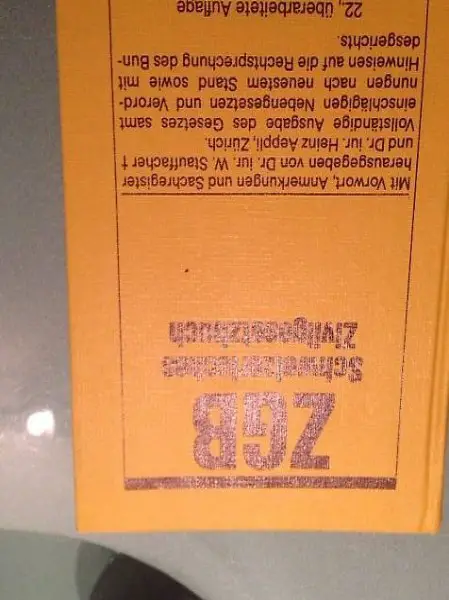 ZGB
Schweizerisches
Zivilgesetzbuch
Mit Vorwort, Anmerkungen und Sachregister
herausgegeben von Dr. iur. W. Stauffacher †
und Dr. iur. Heinz Aeppli, Zürich.
Vollständige Ausgabe des Gesetzes samt
einschlägigen Nebengesetzen und Verord-
nungen nach neuestem Stand sowie mit
Hinweisen auf die Rechtsprechung des Bun-
desgerichts.
22., überarbeitete Auflage